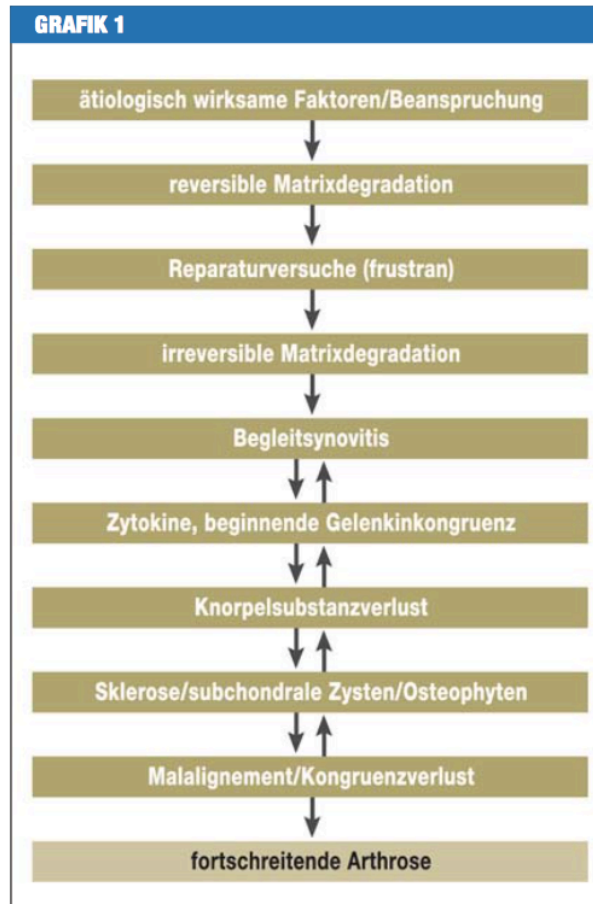 GRAFIK 1
ätiologisch wirksame Faktoren/Beanspruchung
reversible Matrixdegradation
Reparaturversuche (frustran)
irreversible Matrixdegradation
Begleitsynovitis
Zytokine, beginnende Gelenkinkongruenz
Knorpelsubstanzverlust
Sklerose/subchondrale Zysten/Osteophyten
Malalignement/Kongruenzverlust
fortschreitende Arthrose